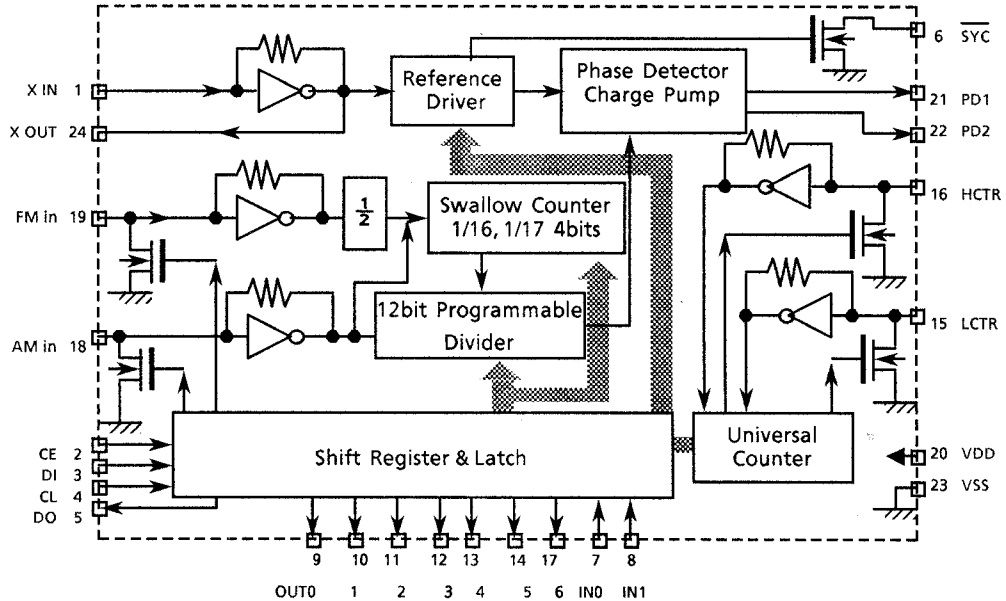 6 SYC
X IN 1
Reference
Driver
Phase Detector
Charge Pump
21 PD1
X OUT 24
22 PD2
16 HCTR
FM in 19
1/2
Swallow Counter
1/16, 1/17 4bits
12bit Programmable
Divider
15 LCTR
AM in 18
CE 2
DI 3
CL 4
DO 5
Shift Register & Latch
Universal
Counter
20 VDD
23 VSS
9 10 11 12 13 14 17 7 8
OUT0 1 2 3 4 5 6 IN0 IN1